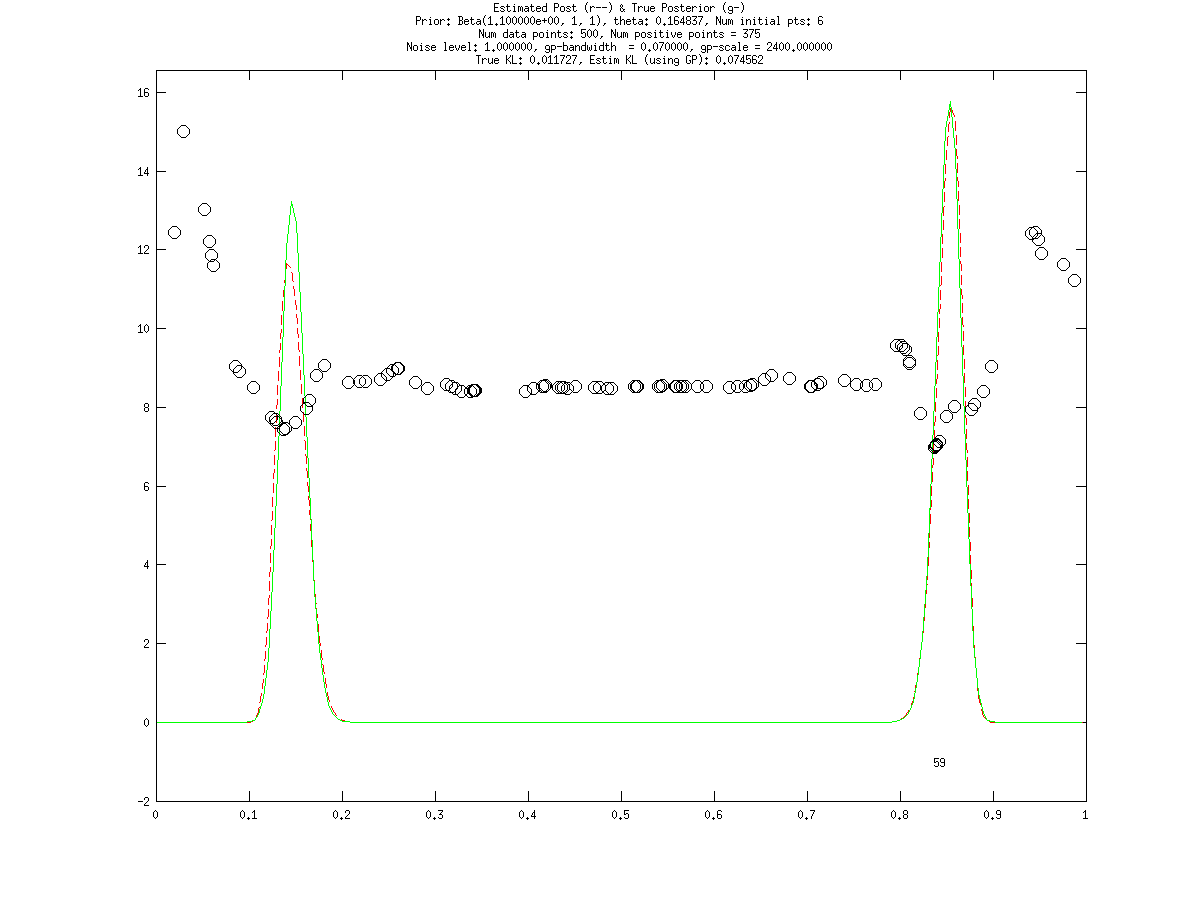 Estimated Post (r--) & True Posterior (g-)
Prior: Beta(1.100000e+00, 1, 1), theta: 0.164837, Num initial pts: 6
Num data points: 500, Num positive points = 375
Noise level: 1.000000, gp-bandwidth  = 0.070000, gp-scale = 2400.000000
True KL: 0.011727, Estim KL (using GP): 0.074562
16
14
12
10
8
6
4
2
0
59
-2
0 0.1 0.2 0.3 0.4 0.5 0.6 0.7 0.8 0.9 1